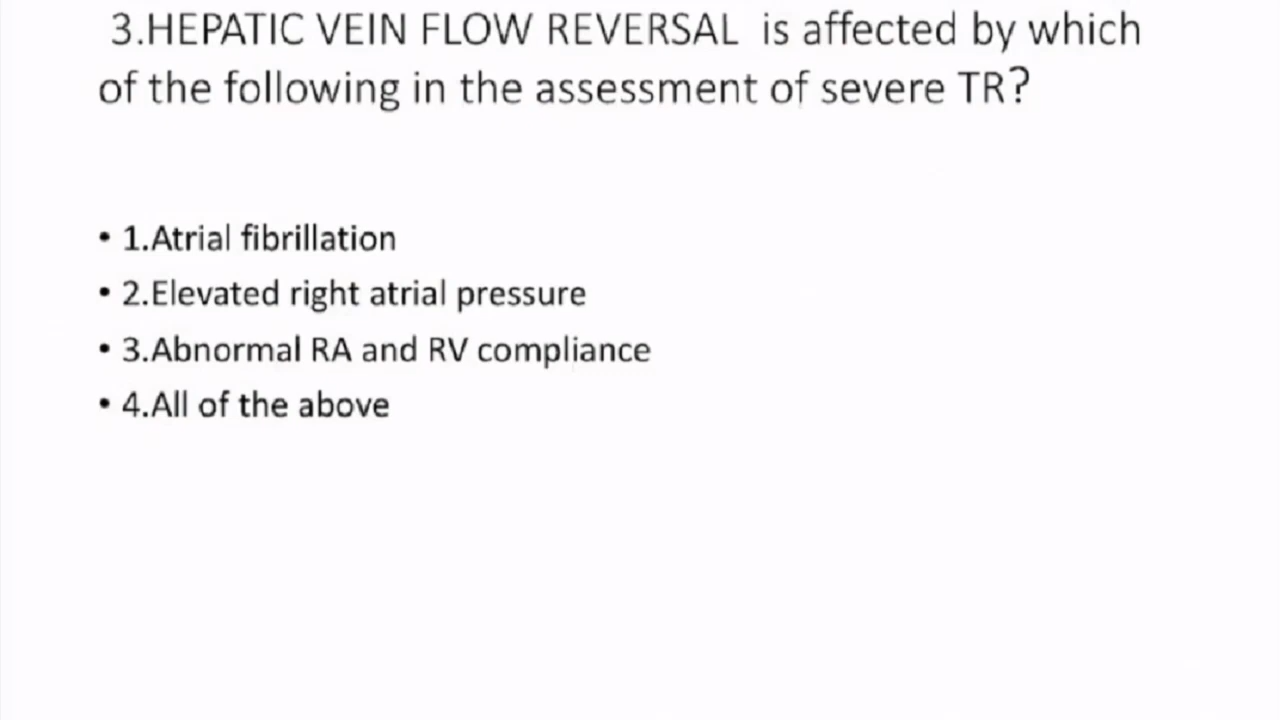 3.HEPATIC VEIN FLOW REVERSAL is affected by which
of the following in the assessment of severe TR?
• 1.Atrial fibrillation
• 2.Elevated right atrial pressure
• 3.Abnormal RA and RV compliance
• 4.All of the above